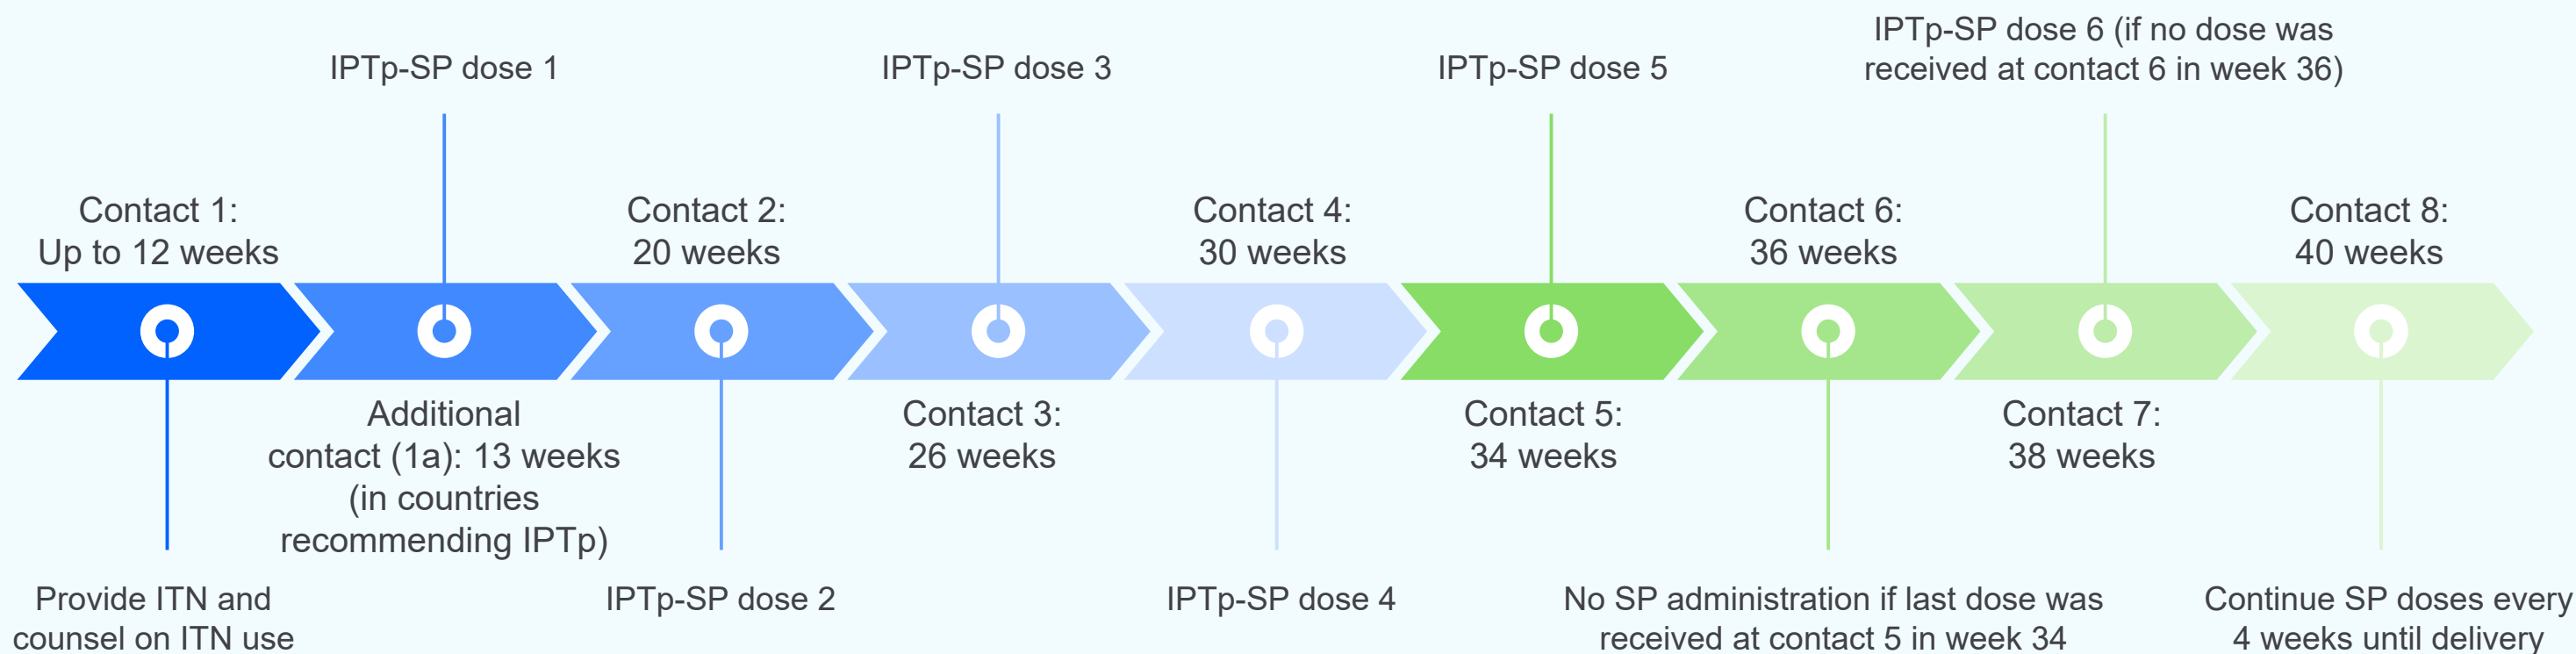 IPTp-SP dose 1
IPTp-SP dose 3
IPTp-SP dose 5
IPTp-SP dose 6 (if no dose was
received at contact 6 in week 36)
Contact 1:
Up to 12 weeks
Contact 2:
20 weeks
Contact 4:
30 weeks
Contact 6:
36 weeks
Contact 8:
40 weeks
Additional
contact (1a): 13 weeks
(in countries
recommending IPTp)
Contact 3:
26 weeks
Contact 5:
34 weeks
Contact 7:
38 weeks
Provide ITN and
counsel on ITN use
IPTp-SP dose 2
IPTp-SP dose 4
No SP administration if last dose was
received at contact 5 in week 34
Continue SP doses every
4 weeks until delivery